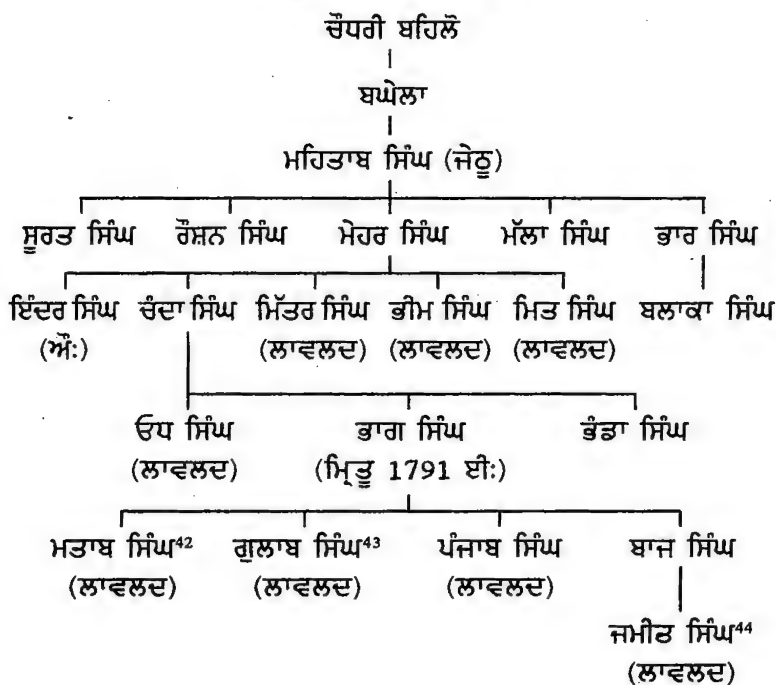 ਚੌਧਰੀ ਬਹਿਲੋ
ਬਘੇਲਾ
ਮਹਿਤਾਬ ਸਿੰਘ (ਜੇਠੂ)
ਸੂਰਤ ਸਿੰਘ ਰੌਸ਼ਨ ਸਿੰਘ ਮੇਹਰ ਸਿੰਘ ਮੱਲਾ ਸਿੰਘ ਭਾਰ ਸਿੰਘ
ਇੰਦਰ ਸਿੰਘ ਚੰਦਾ ਸਿੰਘ ਮਿੱਤਰ ਸਿੰਘ ਭੀਮ ਸਿੰਘ ਮਿਤ ਸਿੰਘ ਬਲਾਕਾ ਸਿੰਘ
(ਔ:) (ਲਾਵਲਦ) (ਲਾਵਲਦ) (ਲਾਵਲਦ)
ਓਧ ਸਿੰਘ ਭਾਗ ਸਿੰਘ ਭੰਡਾ ਸਿੰਘ
(ਲਾਵਲਦ) (ਮ੍ਰਿਤੂ 1791 ਈ:)
ਮਤਾਬ ਸਿੰਘ⁴² ਗੁਲਾਬ ਸਿੰਘ⁴³ ਪੰਜਾਬ ਸਿੰਘ ਬਾਜ ਸਿੰਘ
(ਲਾਵਲਦ) (ਲਾਵਲਦ) (ਲਾਵਲਦ)
ਜਮੀਤ ਸਿੰਘ⁴⁴
(ਲਾਵਲਦ)